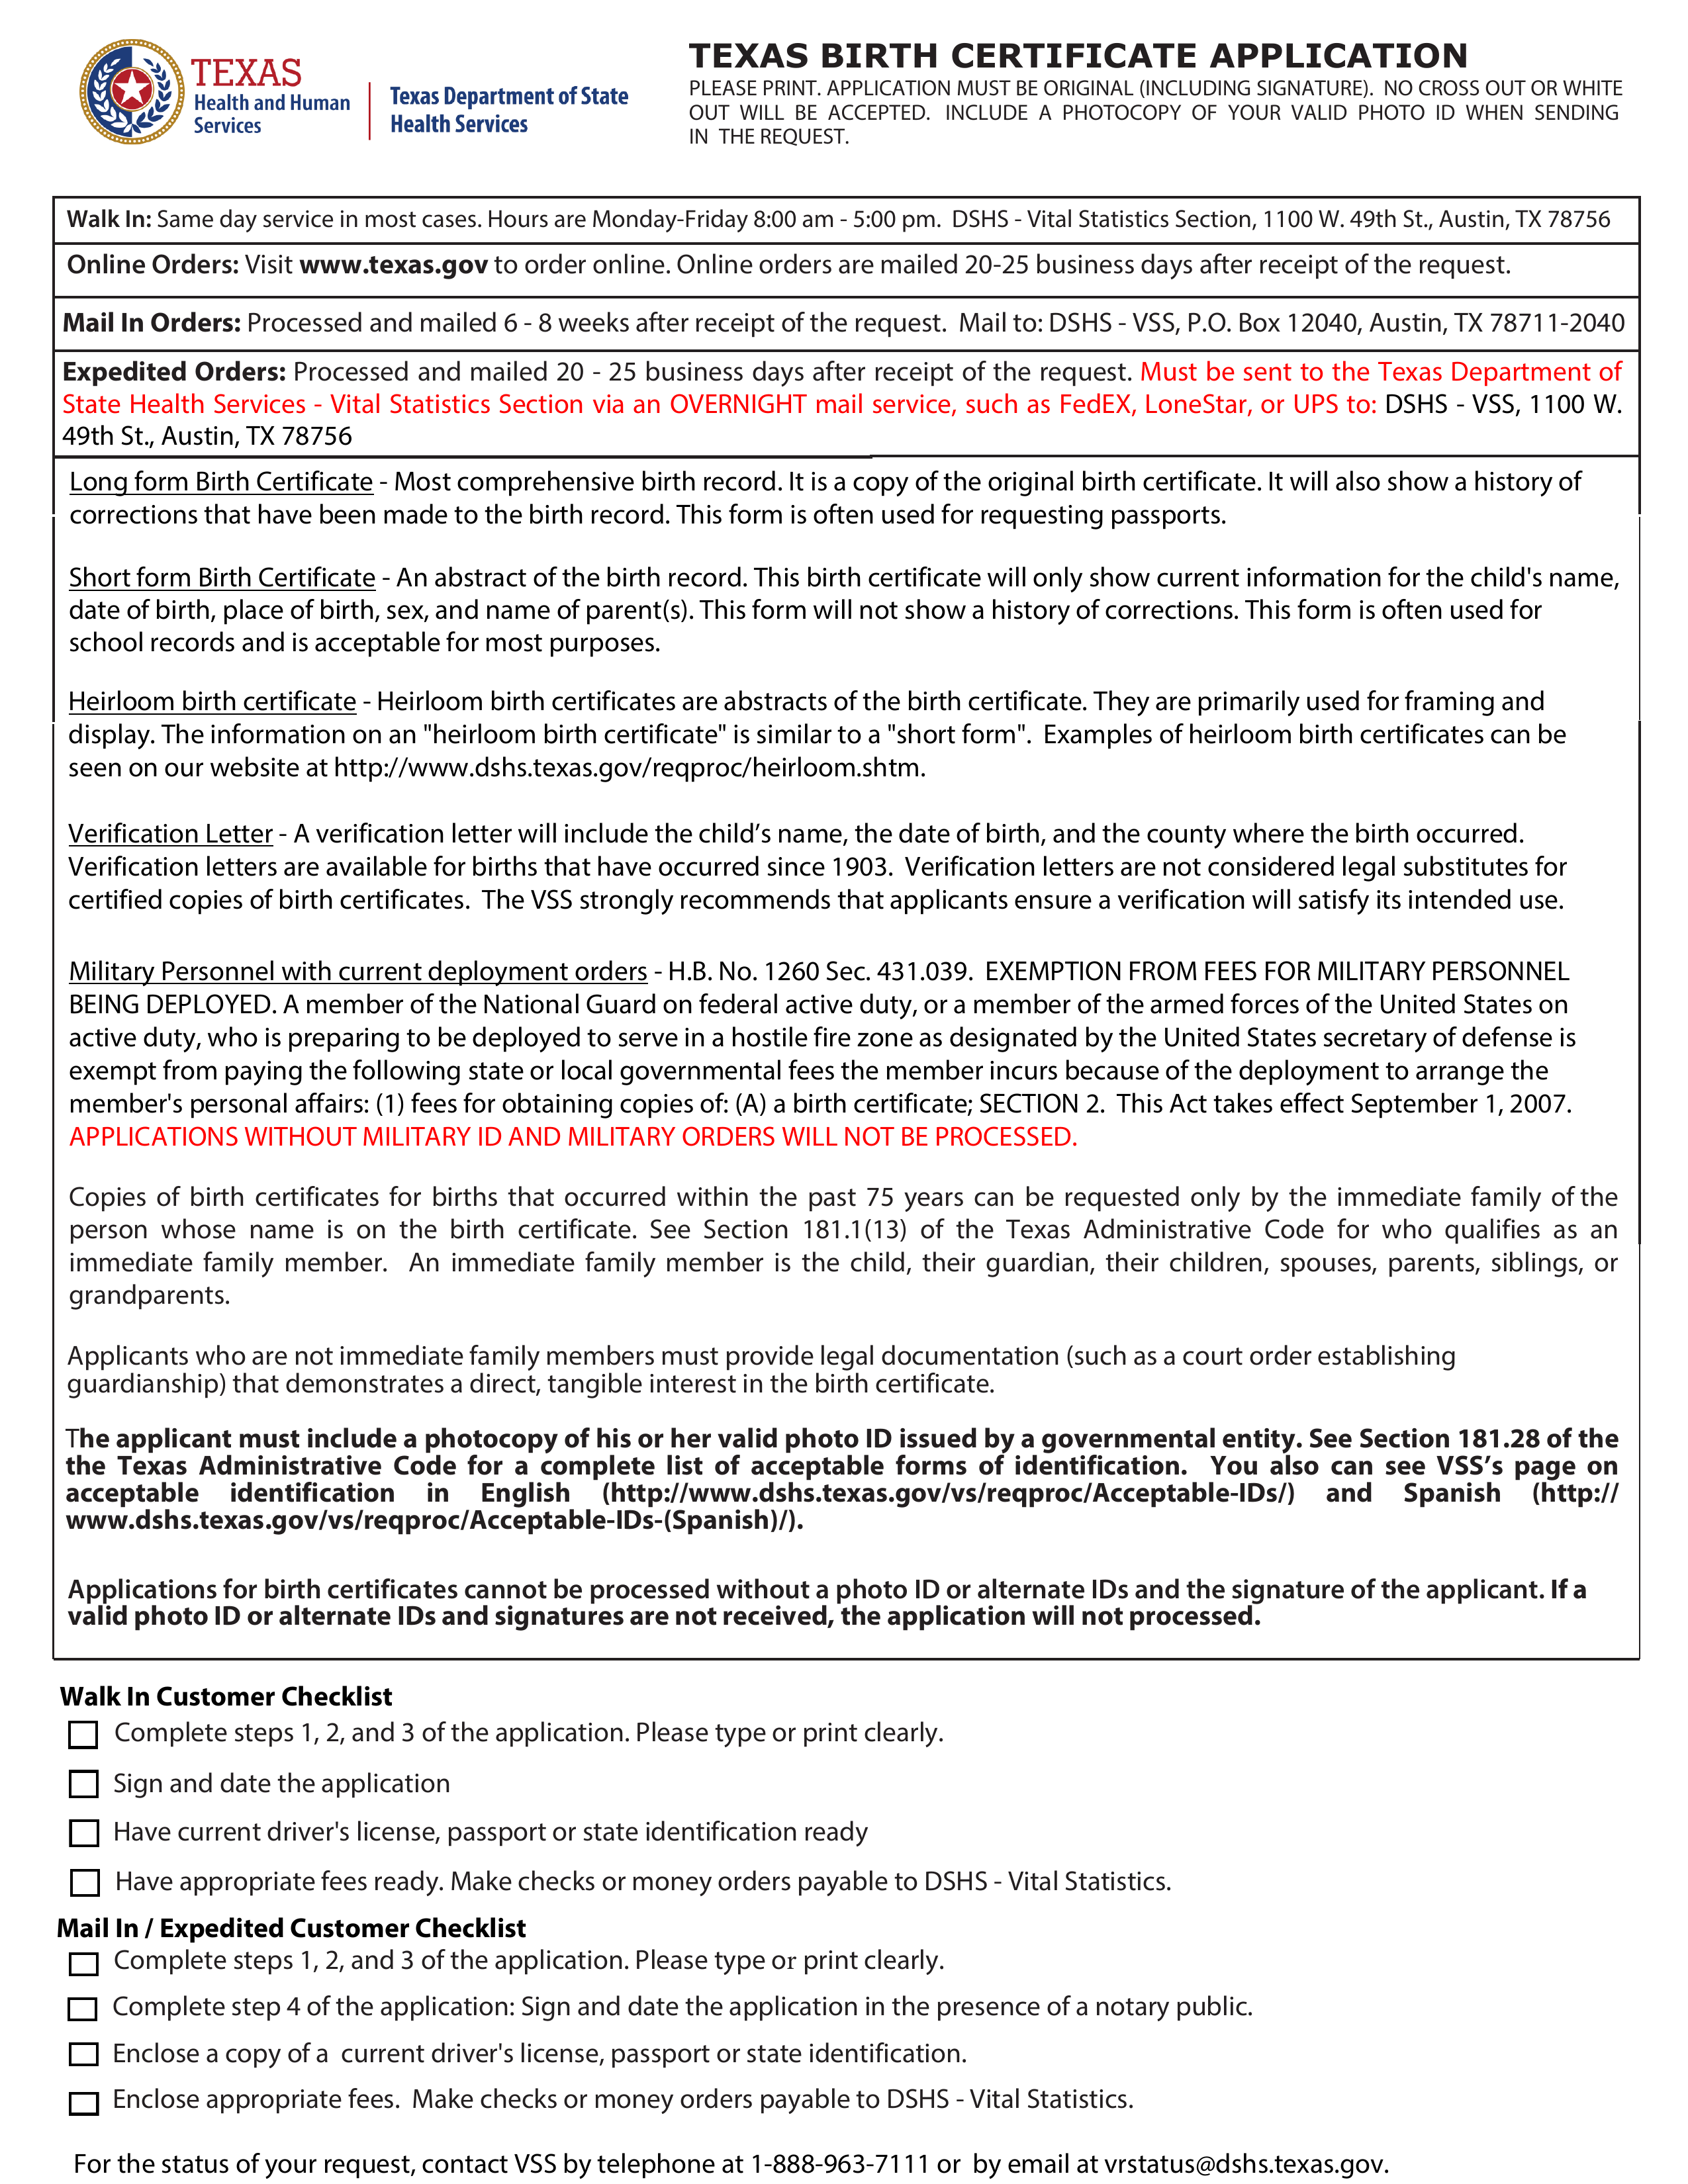 TEXAS
Health and Human
Services
Texas Department of State
Health Services
TEXAS BIRTH CERTIFICATE APPLICATION
PLEASE PRINT. APPLICATION MUST BE ORIGINAL (INCLUDING SIGNATURE). NO CROSS OUT OR WHITE
OUT WILL BE ACCEPTED. INCLUDE A PHOTOCOPY OF YOUR VALID PHOTO ID WHEN SENDING
IN THE REQUEST.
Walk In: Same day service in most cases. Hours are Monday-Friday 8:00 am - 5:00 pm. DSHS - Vital Statistics Section, 1100 W. 49th St., Austin, TX 78756
Online Orders: Visit www.texas.gov to order online. Online orders are mailed 20-25 business days after receipt of the request.
Mail In Orders: Processed and mailed 6 - 8 weeks after receipt of the request. Mail to: DSHS - VSS, P.O. Box 12040, Austin, TX 78711-2040
Expedited Orders: Processed and mailed 20 - 25 business days after receipt of the request. Must be sent to the Texas Department of
State Health Services - Vital Statistics Section via an OVERNIGHT mail service, such as FedEX, LoneStar, or UPS to: DSHS - VSS, 1100 W.
49th St., Austin, TX 78756
Long form Birth Certificate - Most comprehensive birth record. It is a copy of the original birth certificate. It will also show a history of
corrections that have been made to the birth record. This form is often used for requesting passports.
Short form Birth Certificate - An abstract of the birth record. This birth certificate will only show current information for the child's name,
date of birth, place of birth, sex, and name of parent(s). This form will not show a history of corrections. This form is often used for
school records and is acceptable for most purposes.
Heirloom birth certificate - Heirloom birth certificates are abstracts of the birth certificate. They are primarily used for framing and
display. The information on an "heirloom birth certificate" is similar to a "short form". Examples of heirloom birth certificates can be
seen on our website at http://www.dshs.texas.gov/reqproc/heirloom.shtm.
Verification Letter - A verification letter will include the child’s name, the date of birth, and the county where the birth occurred.
Verification letters are available for births that have occurred since 1903. Verification letters are not considered legal substitutes for
certified copies of birth certificates. The VSS strongly recommends that applicants ensure a verification will satisfy its intended use.
Military Personnel with current deployment orders - H.B. No. 1260 Sec. 431.039. EXEMPTION FROM FEES FOR MILITARY PERSONNEL
BEING DEPLOYED. A member of the National Guard on federal active duty, or a member of the armed forces of the United States on
active duty, who is preparing to be deployed to serve in a hostile fire zone as designated by the United States secretary of defense is
exempt from paying the following state or local governmental fees the member incurs because of the deployment to arrange the
member's personal affairs: (1) fees for obtaining copies of: (A) a birth certificate; SECTION 2. This Act takes effect September 1, 2007.
APPLICATIONS WITHOUT MILITARY ID AND MILITARY ORDERS WILL NOT BE PROCESSED.
Copies of birth certificates for births that occurred within the past 75 years can be requested only by the immediate family of the
person whose name is on the birth certificate. See Section 181.1(13) of the Texas Administrative Code for who qualifies as an
immediate family member. An immediate family member is the child, their guardian, their children, spouses, parents, siblings, or
grandparents.
Applicants who are not immediate family members must provide legal documentation (such as a court order establishing
guardianship) that demonstrates a direct, tangible interest in the birth certificate.
The applicant must include a photocopy of his or her valid photo ID issued by a governmental entity. See Section 181.28 of the
the Texas Administrative Code for a complete list of acceptable forms of identification. You also can see VSS’s page on
acceptable identification in English (http://www.dshs.texas.gov/vs/reqproc/Acceptable-IDs/) and Spanish (http://
www.dshs.texas.gov/vs/reqproc/Acceptable-IDs-(Spanish)/).
Applications for birth certificates cannot be processed without a photo ID or alternate IDs and the signature of the applicant. If a
valid photo ID or alternate IDs and signatures are not received, the application will not processed.
Walk In Customer Checklist
Complete steps 1, 2, and 3 of the application. Please type or print clearly.
Sign and date the application
Have current driver's license, passport or state identification ready
Have appropriate fees ready. Make checks or money orders payable to DSHS - Vital Statistics.
Mail In / Expedited Customer Checklist
Complete steps 1, 2, and 3 of the application. Please type or print clearly.
Complete step 4 of the application: Sign and date the application in the presence of a notary public.
Enclose a copy of a current driver's license, passport or state identification.
Enclose appropriate fees. Make checks or money orders payable to DSHS - Vital Statistics.
For the status of your request, contact VSS by telephone at 1-888-963-7111 or by email at vrstatus@dshs.texas.gov.